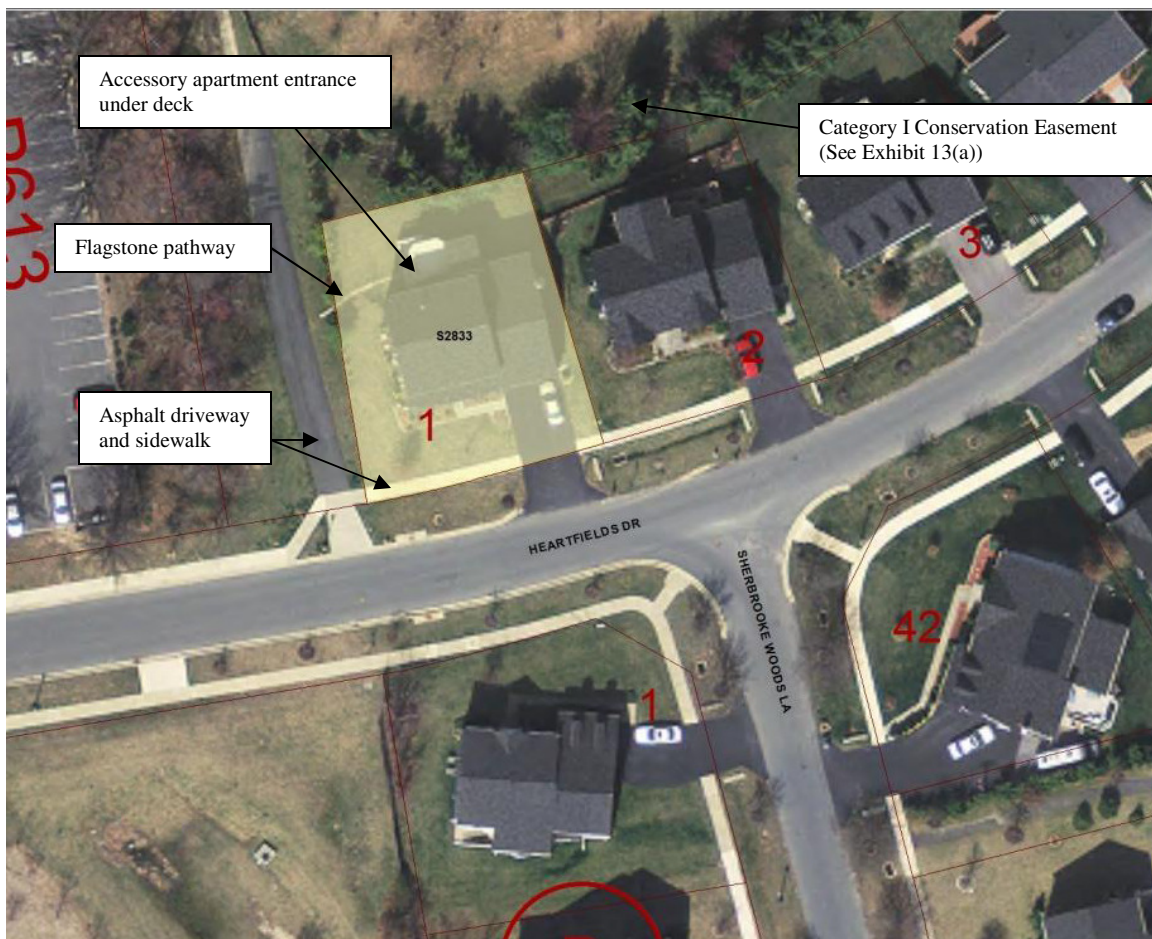 Accessory apartment entrance
under deck
Category I Conservation Easement
(See Exhibit 13(a))
P613
Flagstone pathway
3
S2833
2
Asphalt driveway
and sidewalk
1
HEARTFIELDS DR
SHERBROOKE WOODS LA
42
1